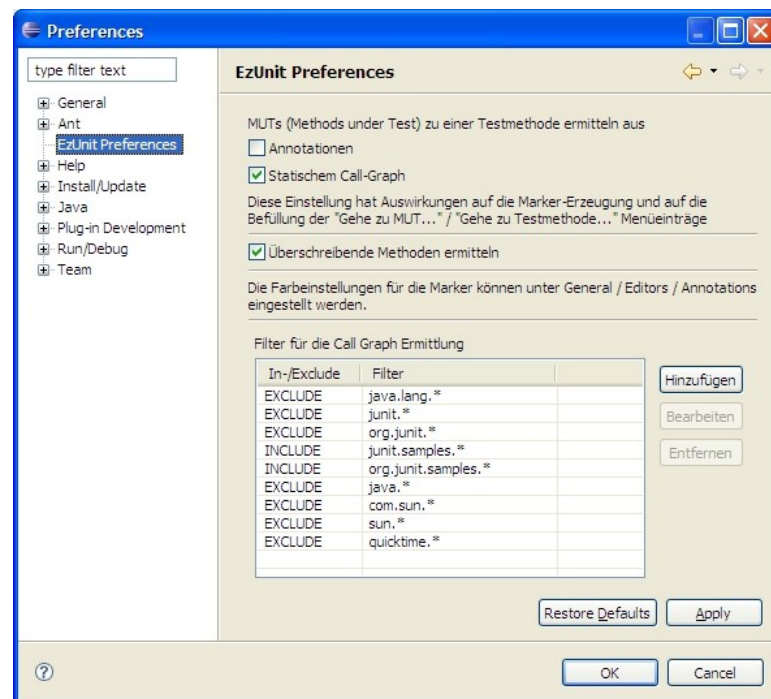 Preferences
type filter text
General
Ant
EzUnit Preferences
Help
Install/Update
Java
Plug-in Development
Run/Debug
Team
EzUnit Preferences
MUTs (Methods under Test) zu einer Testmethode ermitteln aus
Annotationen
Statischem Call-Graph
Diese Einstellung hat Auswirkungen auf die Marker-Erzeugung und auf die
Befüllung der "Gehe zu MUT..." / "Gehe zu Testmethode..." Menüeinträge
Überschreibende Methoden ermitteln
Die Farbeinstellungen für die Marker können unter General / Editors / Annotations
eingestellt werden.
Filter für die Call Graph Ermittlung
In-/Exclude Filter
EXCLUDE java.lang.*
EXCLUDE junit.*
EXCLUDE org.junit.*
INCLUDE junit.samples.*
INCLUDE org.junit.samples.*
EXCLUDE java.*
EXCLUDE com.sun.*
EXCLUDE sun.*
EXCLUDE quicktime.*
Hinzufügen
Bearbeiten
Entfernen
Restore Defaults Apply
? OK Cancel